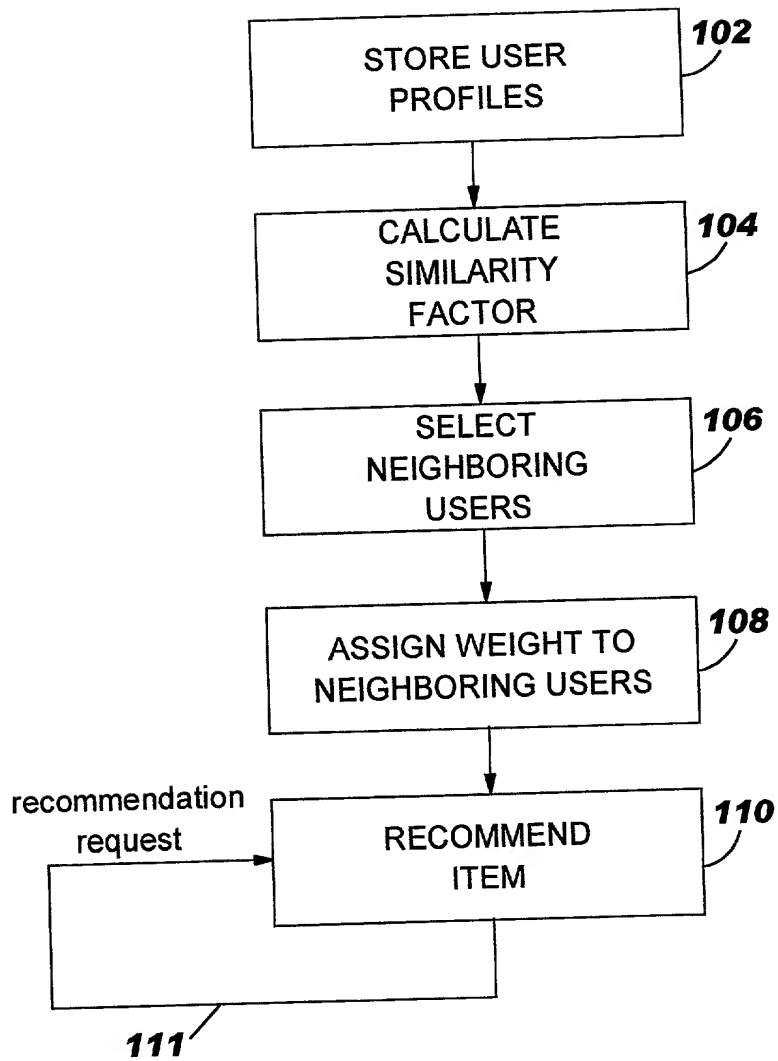 102
STORE USER
PROFILES
104
CALCULATE
SIMILARITY
FACTOR
106
SELECT
NEIGHBORING
USERS
108
ASSIGN WEIGHT TO
NEIGHBORING USERS
recommendation
request
110
RECOMMEND
ITEM
111